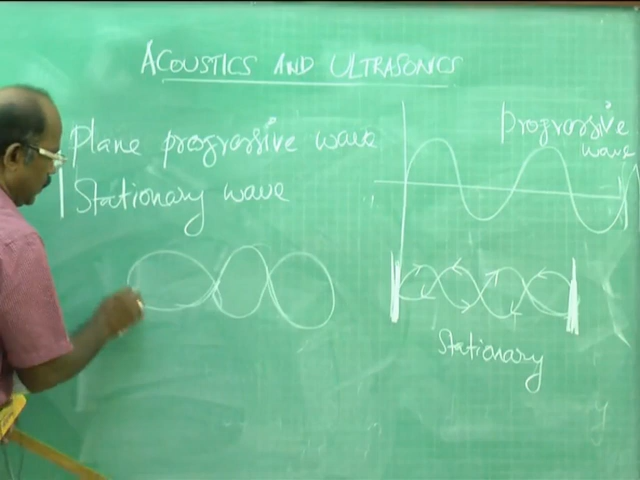 ACOUSTICS AND ULTRASONICS
Plane progressive wave
Stationary wave
progressive
wave
Stationary
y